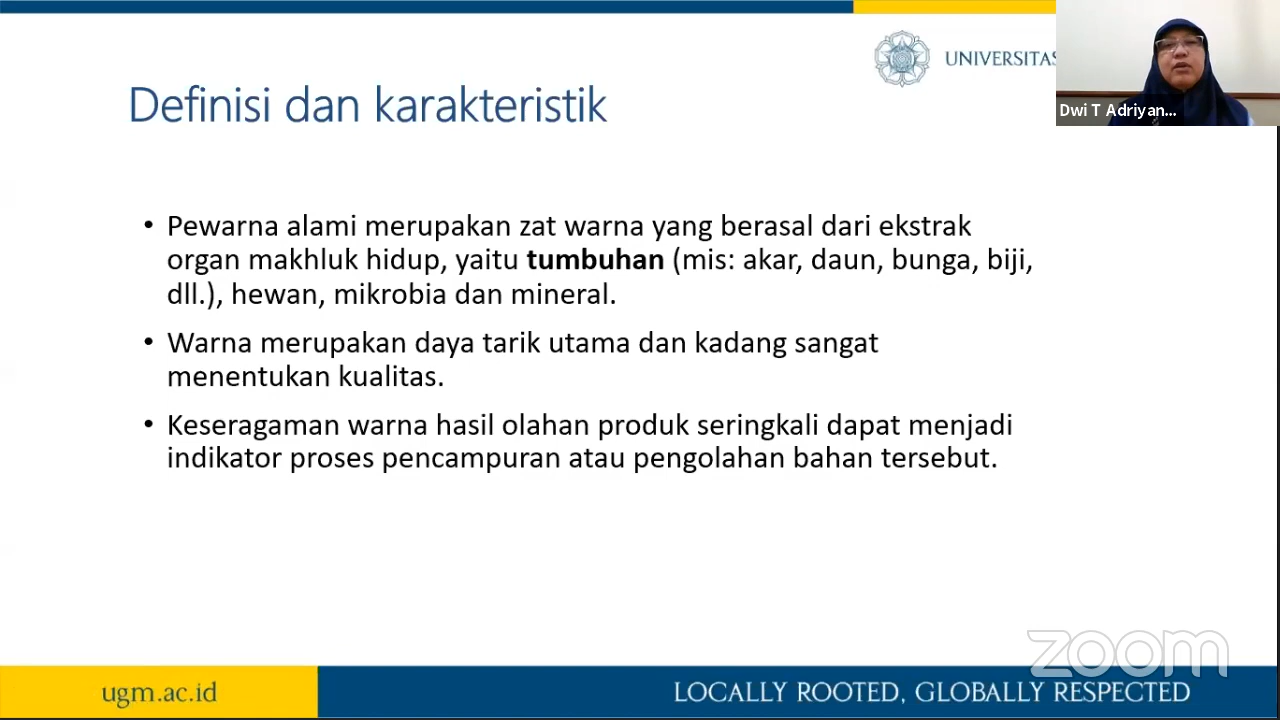 UNIVERSITAS
Dwi T Adriyan...
Definisi dan karakteristik
• Pewarna alami merupakan zat warna yang berasal dari ekstrak
organ makhluk hidup, yaitu tumbuhan (mis: akar, daun, bunga, biji,
dll.), hewan, mikrobia dan mineral.
• Warna merupakan daya tarik utama dan kadang sangat
menentukan kualitas.
• Keseragaman warna hasil olahan produk seringkali dapat menjadi
indikator proses pencampuran atau pengolahan bahan tersebut.
zoom
ugm.ac.id
LOCALLY ROOTED, GLOBALLY RESPECTED